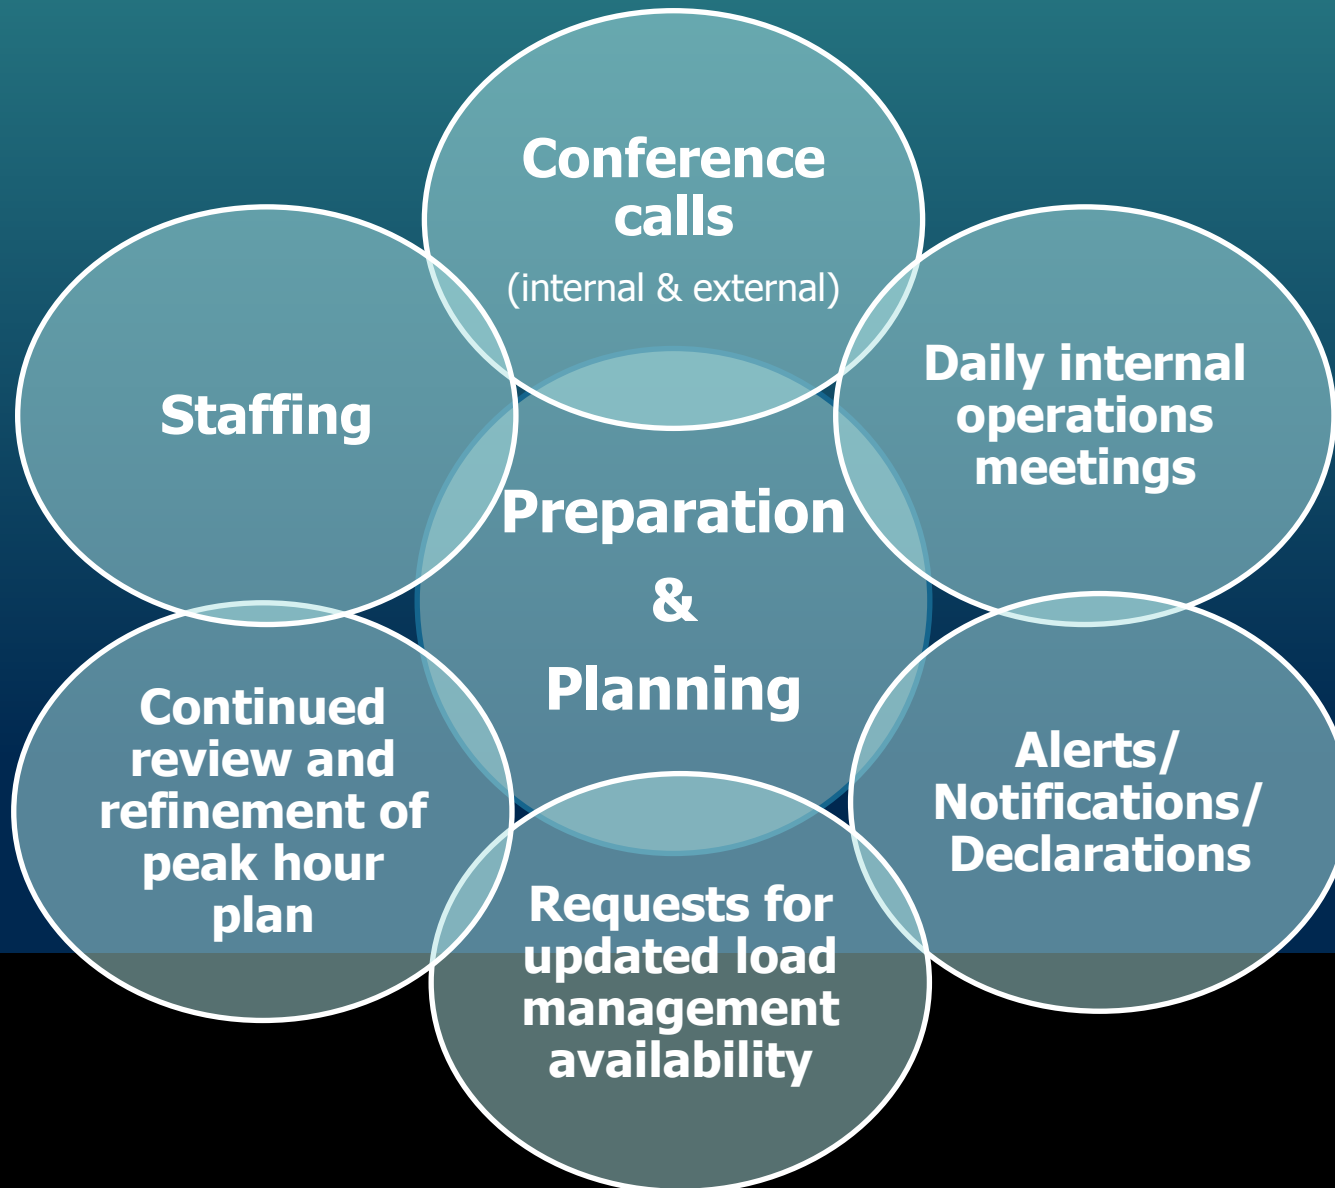 Conference
calls
(internal & external)
Staffing
Daily internal
operations
meetings
Preparation
&
Planning
Continued
review and
refinement of
peak hour
plan
Alerts/
Notifications/
Declarations
Requests for
updated load
management
availability